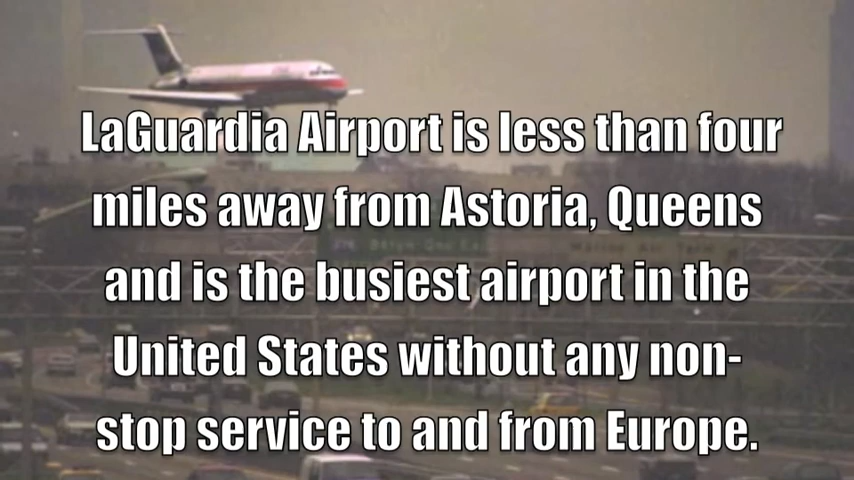 LaGuardia Airport is less than four
miles away from Astoria, Queens
and is the busiest airport in the
United States without any non-
stop service to and from Europe.